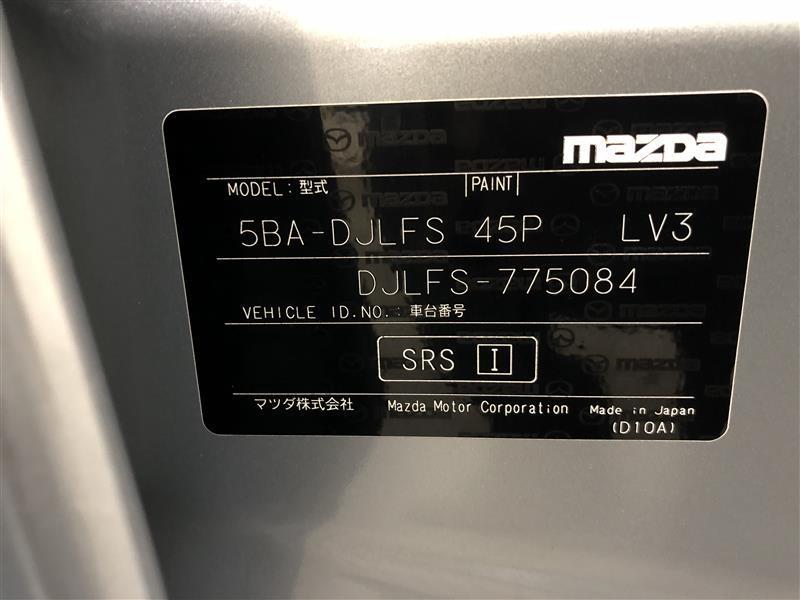 mazda
MODEL: 型式 PAINT
5BA-DJLFS 45P LV3
DJLFS-775084
VEHICLE ID.NO.: 車台番号
SRS I
マツダ株式会社 Mazda Motor Corporation Made in Japan
(D10A)